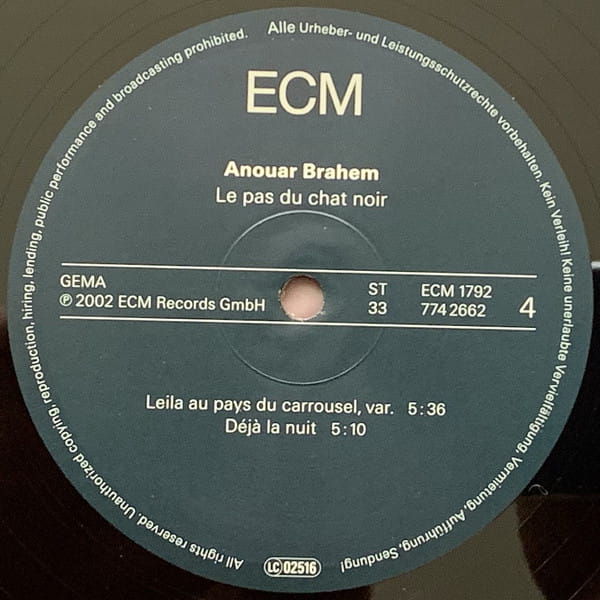 ECM
Anouar Brahem
Le pas du chat noir
GEMA
℗ 2002 ECM Records GmbH
ST
33
ECM 1792
774 2662
4
Leila au pays du carrousel, var. 5:36
Déjà la nuit 5:10
LC 02516
Alle Urheber- und Leistungsschutzrechte vorbehalten. Kein Verleih! Keine unerlaubte Vervielfältigung, Vermietung, Aufführung, Sendung!
All rights reserved. Unauthorized copying, reproduction, hiring, lending, public performance and broadcasting prohibited.